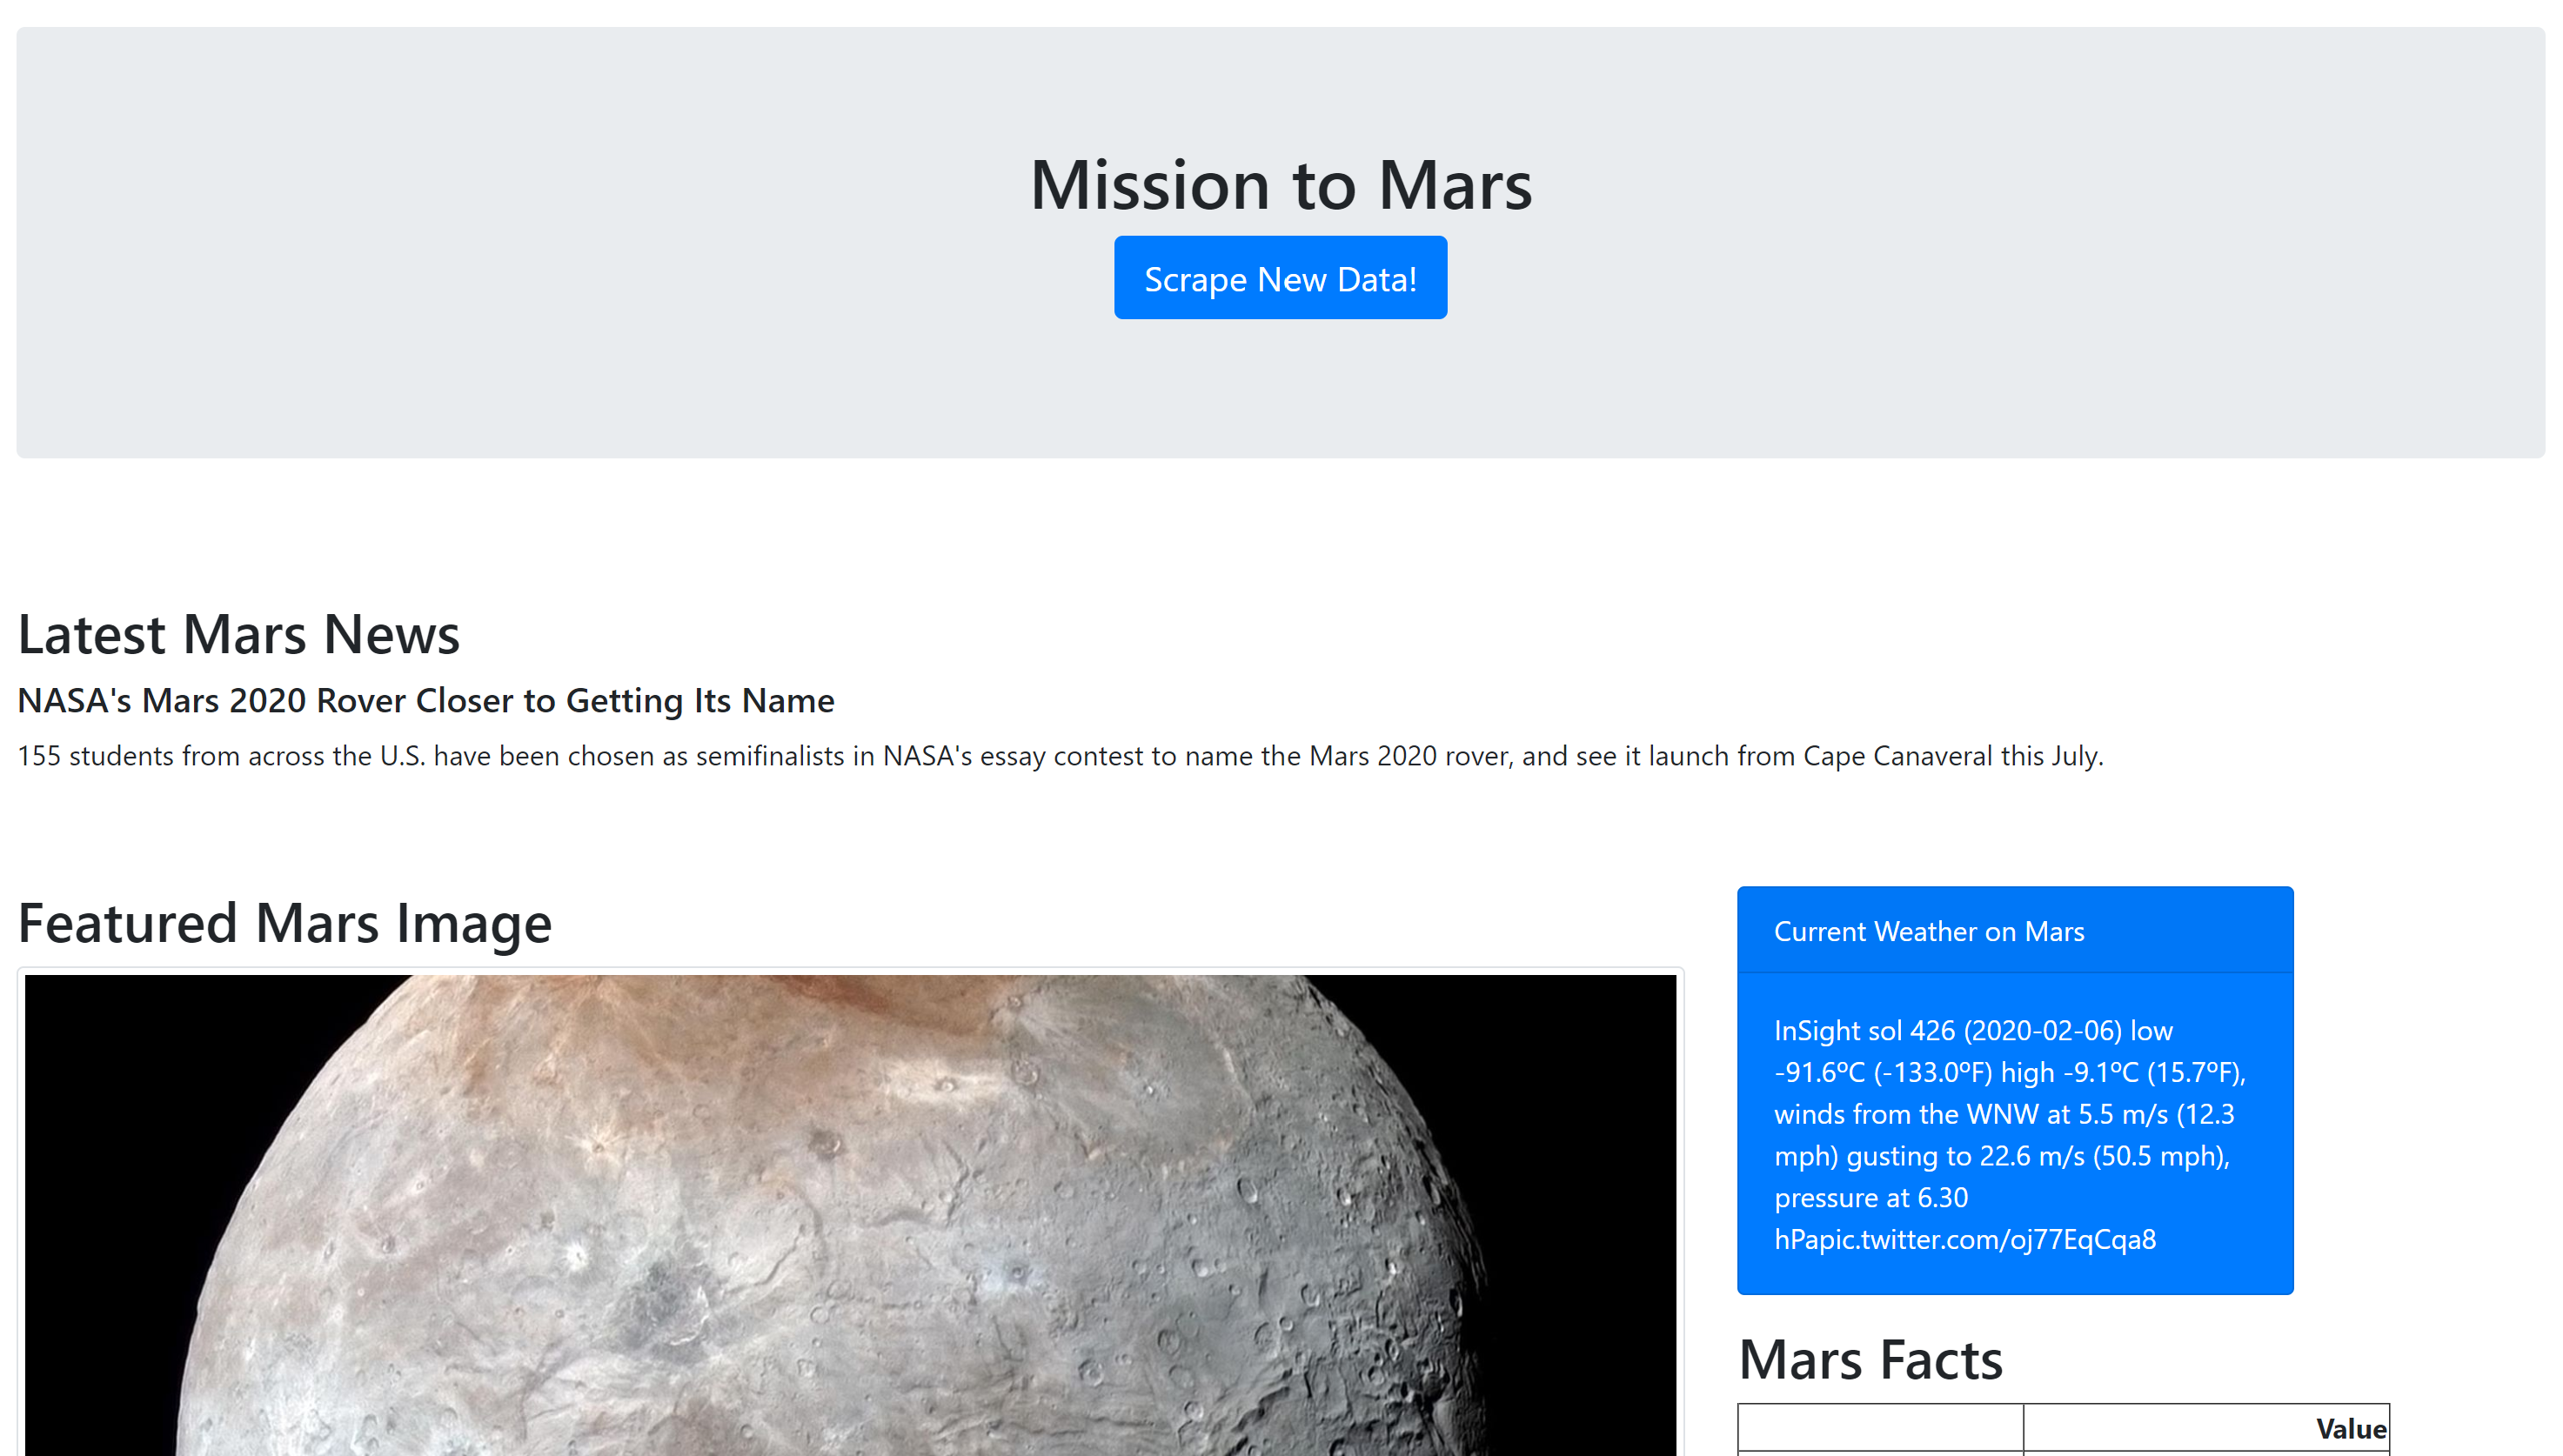 Mission to Mars
Scrape New Data!
Latest Mars News
NASA's Mars 2020 Rover Closer to Getting Its Name
155 students from across the U.S. have been chosen as semifinalists in NASA's essay contest to name the Mars 2020 rover, and see it launch from Cape Canaveral this July.
Featured Mars Image
Current Weather on Mars
InSight sol 426 (2020-02-06) low
-91.6ºC (-133.0ºF) high -9.1ºC (15.7ºF),
winds from the WNW at 5.5 m/s (12.3
mph) gusting to 22.6 m/s (50.5 mph),
pressure at 6.30
hPapic.twitter.com/oj77EqCqa8
Mars Facts
Value